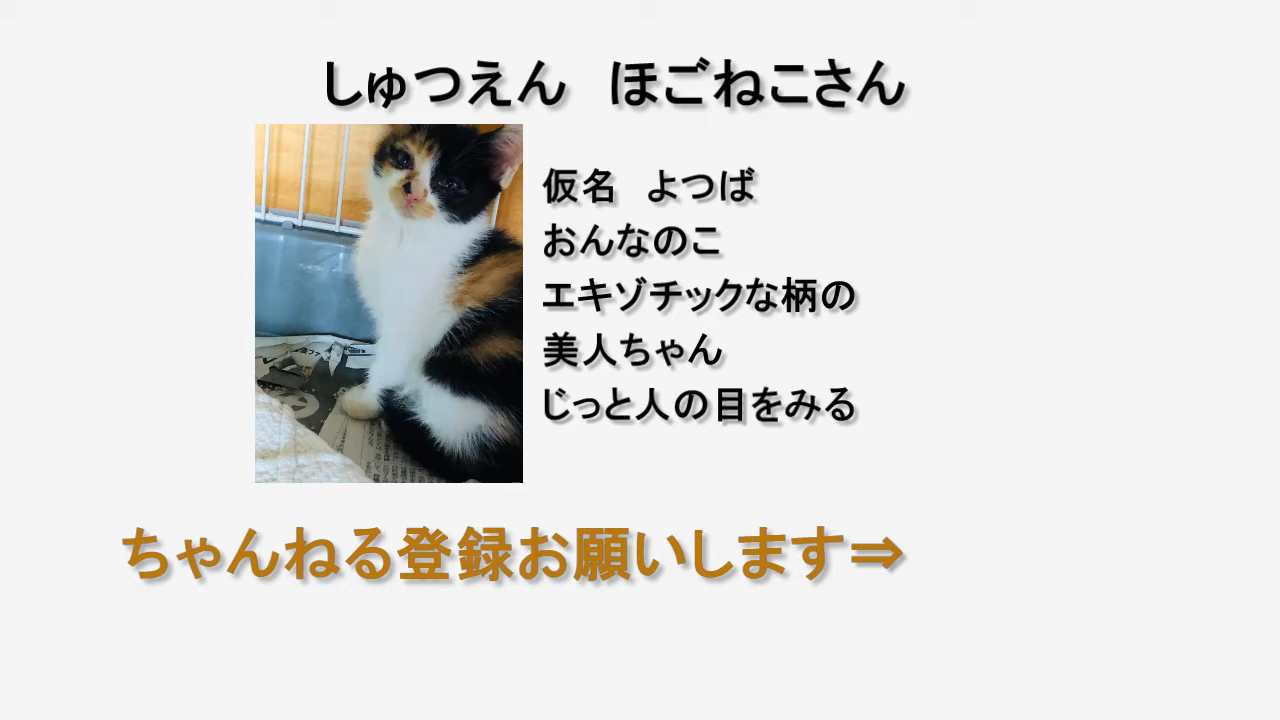 しゅつえん　ほごねこさん
仮名　よつば
おんなのこ
エキゾチックな柄の
美人ちゃん
じっと人の目をみる
ちゃんねる登録お願いします⇒